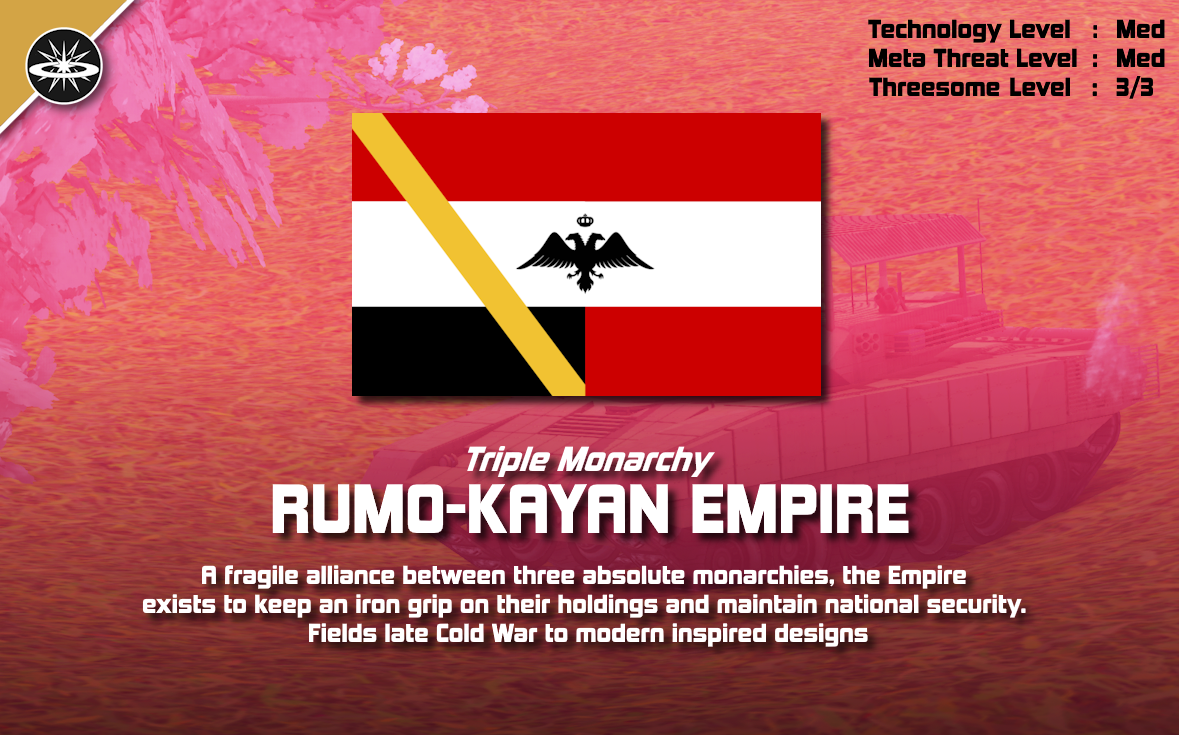 Technology Level : Med
Meta Threat Level : Med
Threesome Level : 3/3
Triple Monarchy
RUMO-KAYAN EMPIRE
A fragile alliance between three absolute monarchies, the Empire
exists to keep an iron grip on their holdings and maintain national security.
Fields late Cold War to modern inspired designs